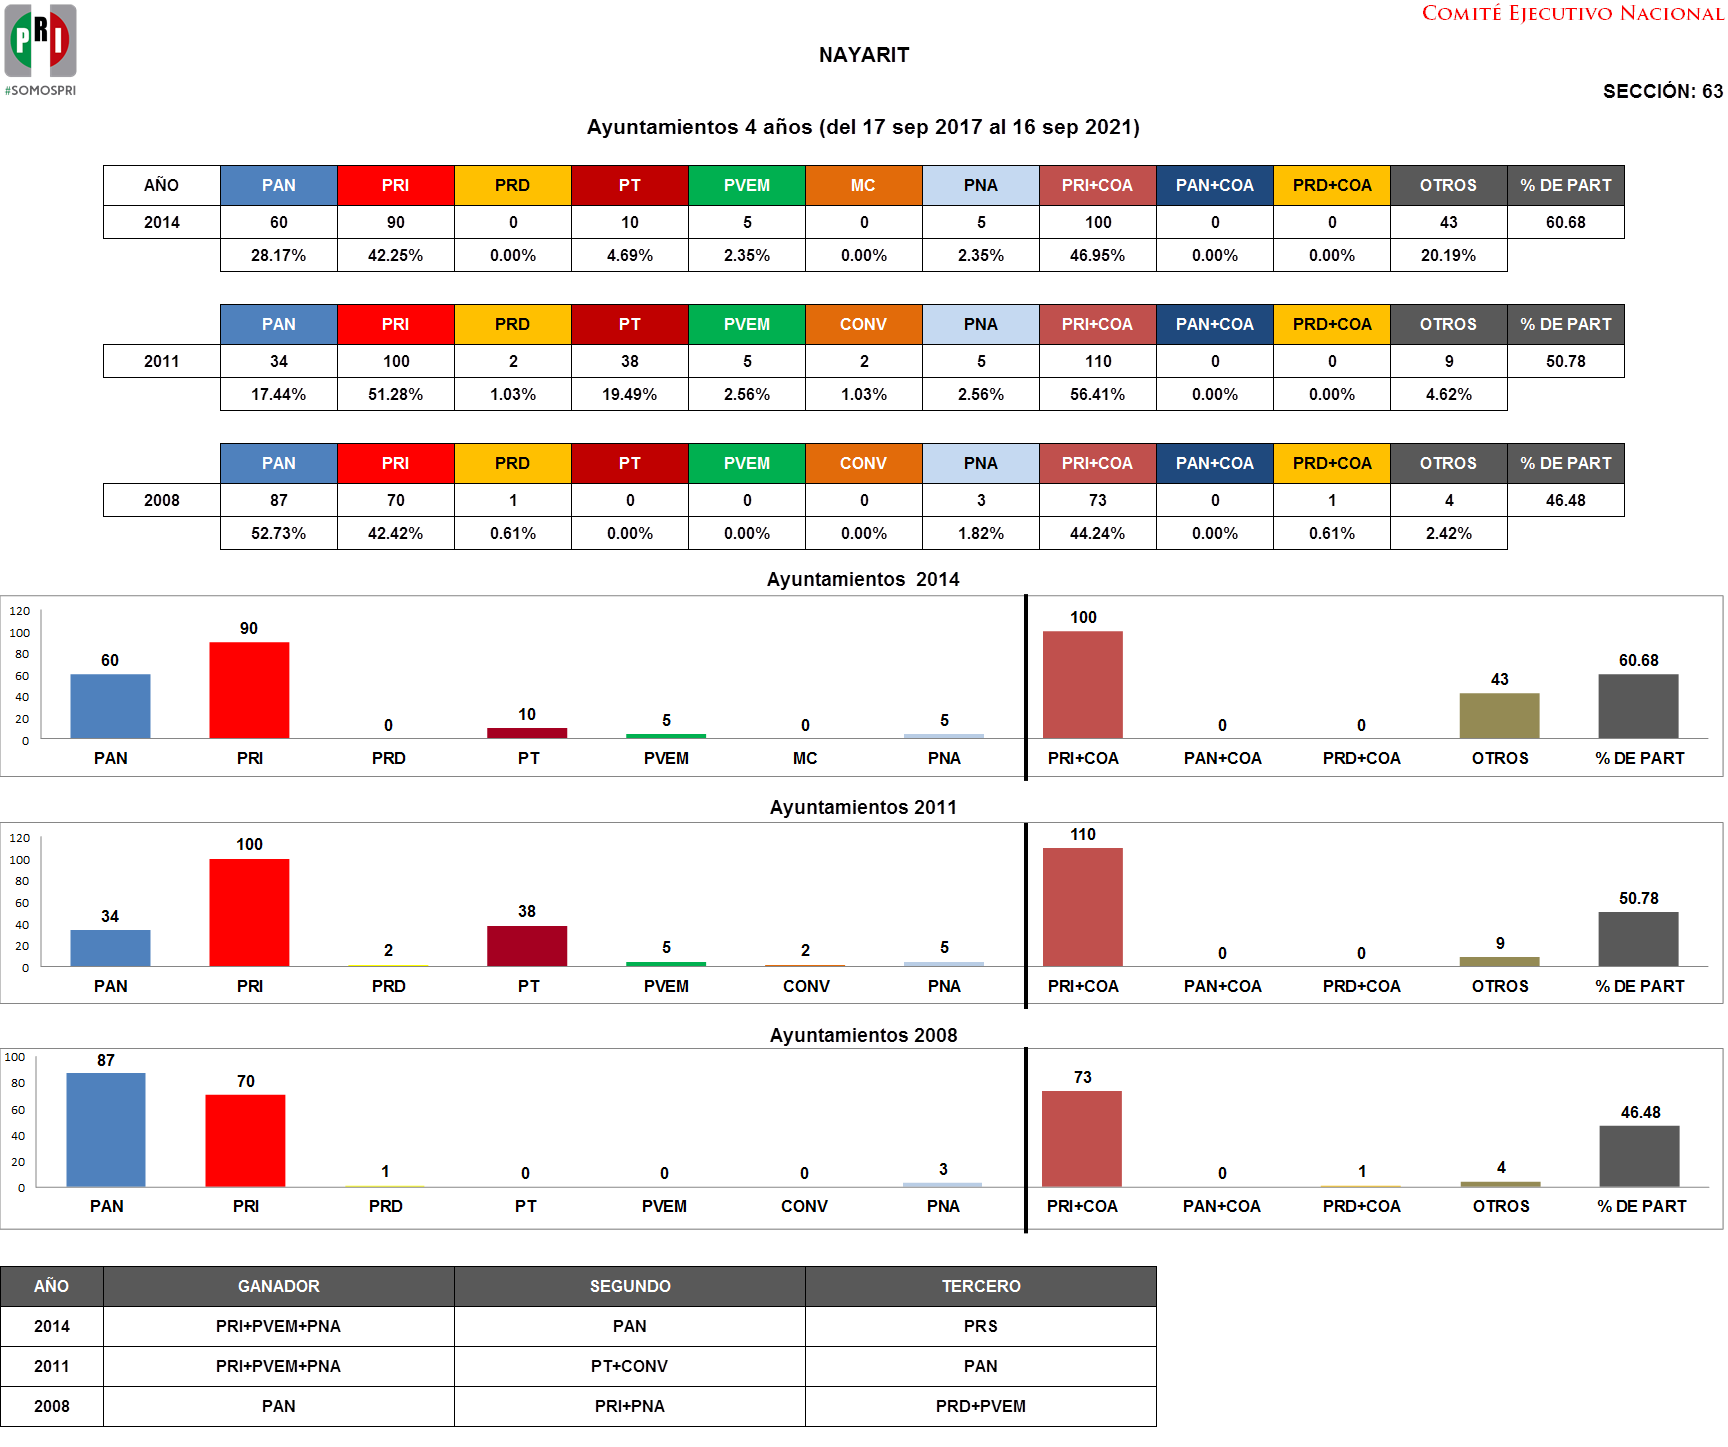 PRI
#SOMOSPRI
COMITÉ EJECUTIVO NACIONAL
NAYARIT
SECCIÓN: 63
Ayuntamientos 4 años (del 17 sep 2017 al 16 sep 2021)
AÑO PAN PRI PRD PT PVEM MC PNA PRI+COA PAN+COA PRD+COA OTROS % DE PART
2014 60 90 0 10 5 0 5 100 0 0 43 60.68
28.17% 42.25% 0.00% 4.69% 2.35% 0.00% 2.35% 46.95% 0.00% 0.00% 20.19%
PAN PRI PRD PT PVEM CONV PNA PRI+COA PAN+COA PRD+COA OTROS % DE PART
2011 34 100 2 38 5 2 5 110 0 0 9 50.78
17.44% 51.28% 1.03% 19.49% 2.56% 1.03% 2.56% 56.41% 0.00% 0.00% 4.62%
PAN PRI PRD PT PVEM CONV PNA PRI+COA PAN+COA PRD+COA OTROS % DE PART
2008 87 70 1 0 0 0 3 73 0 1 4 46.48
52.73% 42.42% 0.61% 0.00% 0.00% 0.00% 1.82% 44.24% 0.00% 0.61% 2.42%
Ayuntamientos 2014
120
100
80
60
40
20
0
60 90 0 10 5 0 5 100 0 0 43 60.68
PAN PRI PRD PT PVEM MC PNA PRI+COA PAN+COA PRD+COA OTROS % DE PART
Ayuntamientos 2011
120
100
80
60
40
20
0
34 100 2 38 5 2 5 110 0 0 9 50.78
PAN PRI PRD PT PVEM CONV PNA PRI+COA PAN+COA PRD+COA OTROS % DE PART
Ayuntamientos 2008
100
80
60
40
20
0
87 70 1 0 0 0 3 73 0 1 4 46.48
PAN PRI PRD PT PVEM CONV PNA PRI+COA PAN+COA PRD+COA OTROS % DE PART
AÑO GANADOR SEGUNDO TERCERO
2014 PRI+PVEM+PNA PAN PRS
2011 PRI+PVEM+PNA PT+CONV PAN
2008 PAN PRI+PNA PRD+PVEM